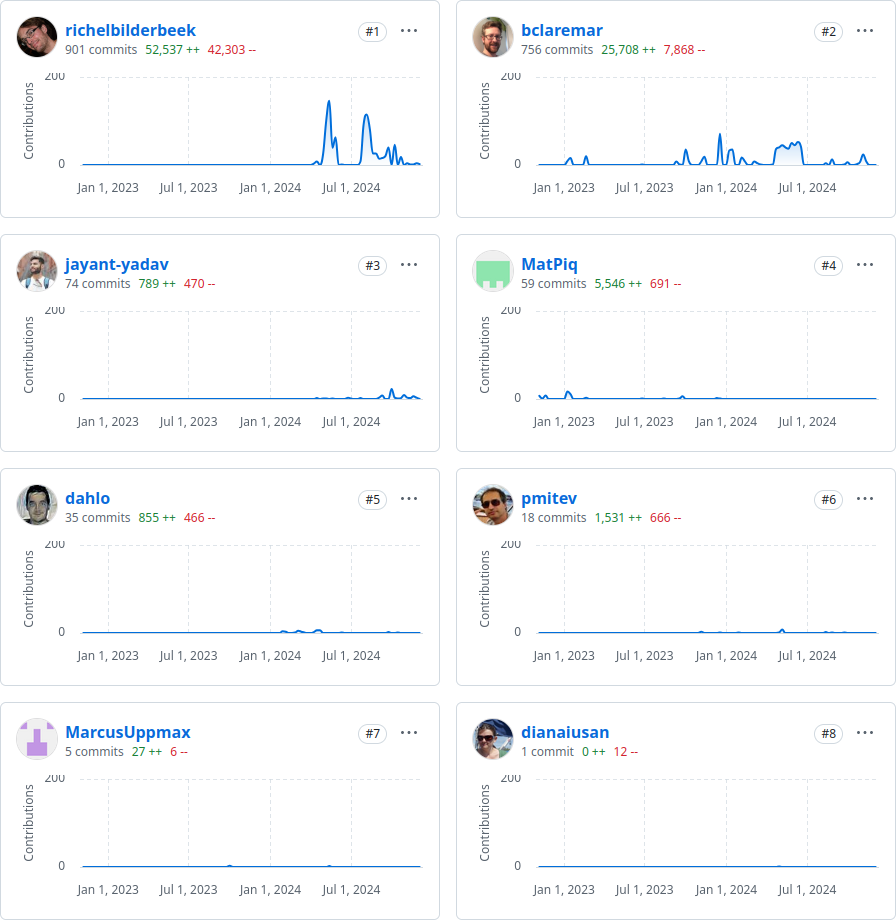 richelbilderbeek #1 ···
901 commits 52,537 ++ 42,303 --
200
Contributions
0
Jan 1, 2023 Jul 1, 2023 Jan 1, 2024 Jul 1, 2024
bclaremar #2 ···
756 commits 25,708 ++ 7,868 --
200
Contributions
0
Jan 1, 2023 Jul 1, 2023 Jan 1, 2024 Jul 1, 2024
jayant-yadav #3 ···
74 commits 789 ++ 470 --
200
Contributions
0
Jan 1, 2023 Jul 1, 2023 Jan 1, 2024 Jul 1, 2024
MatPiq #4 ···
59 commits 5,546 ++ 691 --
200
Contributions
0
Jan 1, 2023 Jul 1, 2023 Jan 1, 2024 Jul 1, 2024
dahlo #5 ···
35 commits 855 ++ 466 --
200
Contributions
0
Jan 1, 2023 Jul 1, 2023 Jan 1, 2024 Jul 1, 2024
pmitev #6 ···
18 commits 1,531 ++ 666 --
200
Contributions
0
Jan 1, 2023 Jul 1, 2023 Jan 1, 2024 Jul 1, 2024
MarcusUppmax #7 ···
5 commits 27 ++ 6 --
200
Contributions
0
Jan 1, 2023 Jul 1, 2023 Jan 1, 2024 Jul 1, 2024
dianaiusan #8 ···
1 commit 0 ++ 12 --
200
Contributions
0
Jan 1, 2023 Jul 1, 2023 Jan 1, 2024 Jul 1, 2024